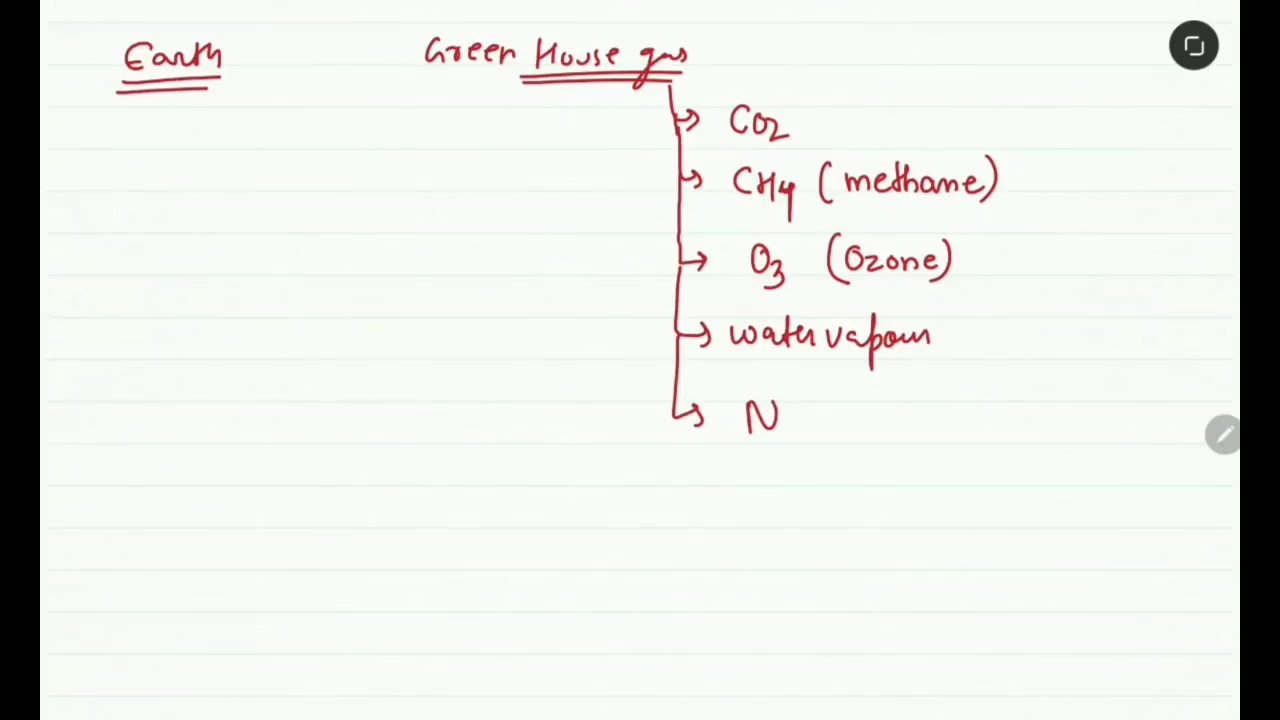 Earth
Green House gas
CO2
CH4 (methane)
O3 (Ozone)
water vapour
N